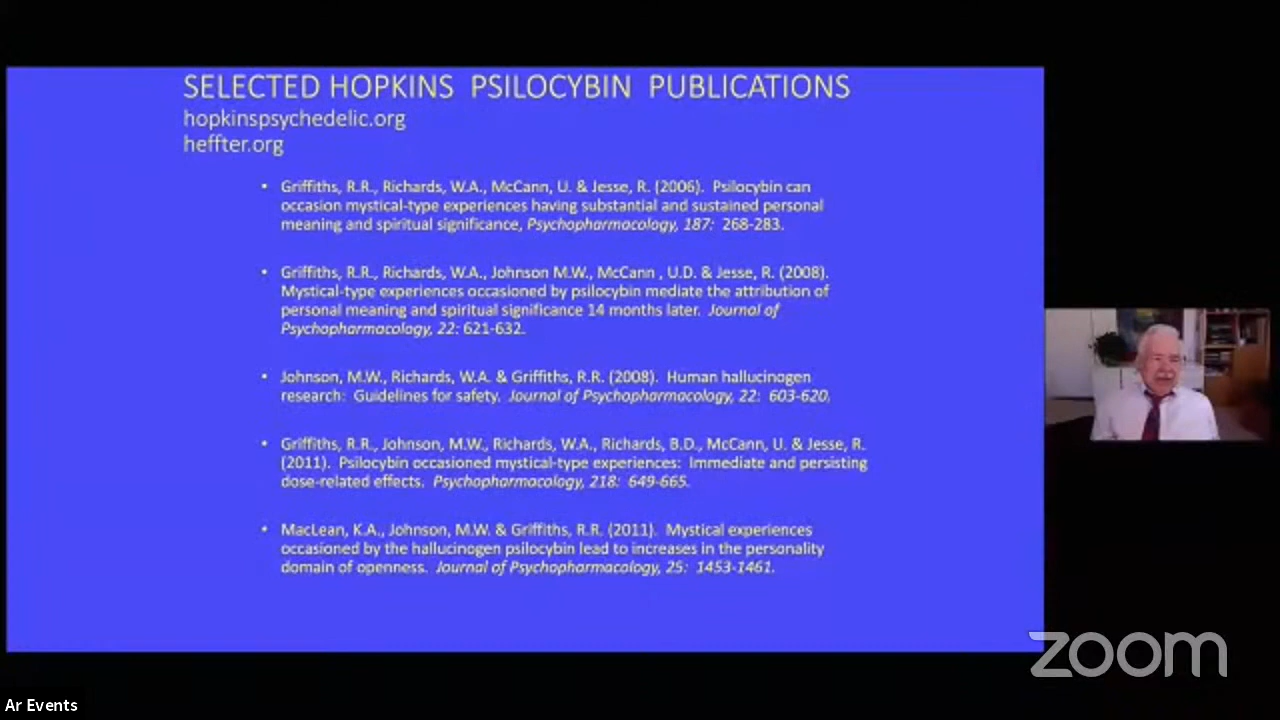 SELECTED HOPKINS PSILOCYBIN PUBLICATIONS
hopkinspsychedelic.org
heffter.org
• Griffiths, R.R., Richards, W.A., McCann, U. & Jesse, R. (2006). Psilocybin can
occasion mystical-type experiences having substantial and sustained personal
meaning and spiritual significance, Psychopharmacology, 187: 268-283.
• Griffiths, R.R., Richards, W.A., Johnson M.W., McCann , U.D. & Jesse, R. (2008).
Mystical-type experiences occasioned by psilocybin mediate the attribution of
personal meaning and spiritual significance 14 months later. Journal of
Psychopharmacology, 22: 621-632.
• Johnson, M.W., Richards, W.A. & Griffiths, R.R. (2008). Human hallucinogen
research: Guidelines for safety. Journal of Psychopharmacology, 22: 603-620.
• Griffiths, R.R., Johnson, M.W., Richards, W.A., Richards, B.D., McCann, U. & Jesse, R.
(2011). Psilocybin occasioned mystical-type experiences: Immediate and persisting
dose-related effects. Psychopharmacology, 218: 649-665.
• MacLean, K.A., Johnson, M.W. & Griffiths, R.R. (2011). Mystical experiences
occasioned by the hallucinogen psilocybin lead to increases in the personality
domain of openness. Journal of Psychopharmacology, 25: 1453-1461.
zoom
Ar Events